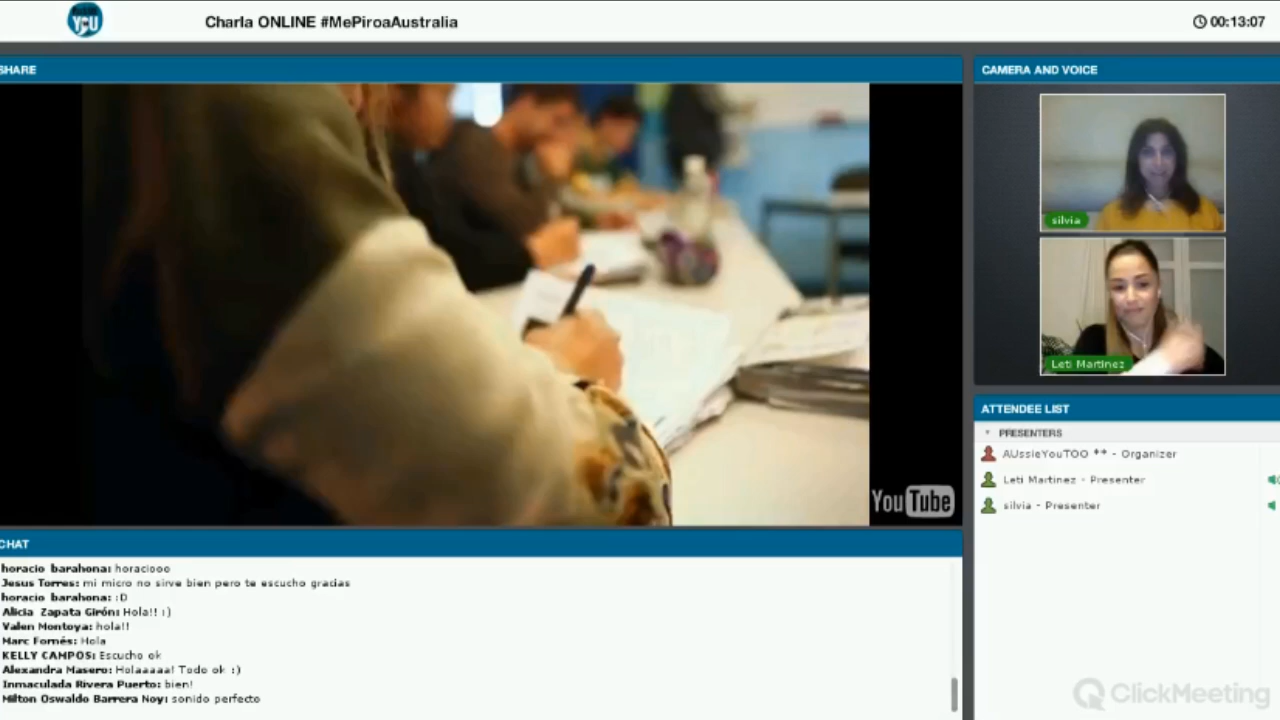 YOU
Charla ONLINE #MePiroaAustralia
00:13:07
SHARE
CAMERA AND VOICE
silvia
Leti Martinez
YouTube
ATTENDEE LIST
PRESENTERS
AUssieYouTOO ** - Organizer
Leti Martinez - Presenter
silvia - Presenter
CHAT
horacio barahona: horaciooo
Jesus Torres: mi micro no sirve bien pero te escucho gracias
horacio barahona: :D
Alicia Zapata Girón: Hola!! :)
Valen Montoya: hola!!
Marc Fornés: Hola
KELLY CAMPOS: Escucho ok
Alexandra Masero: Holaaaaa! Todo ok :)
Inmaculada Rivera Puerto: bien!
Milton Oswaldo Barrera Noy: sonido perfecto
ClickMeeting